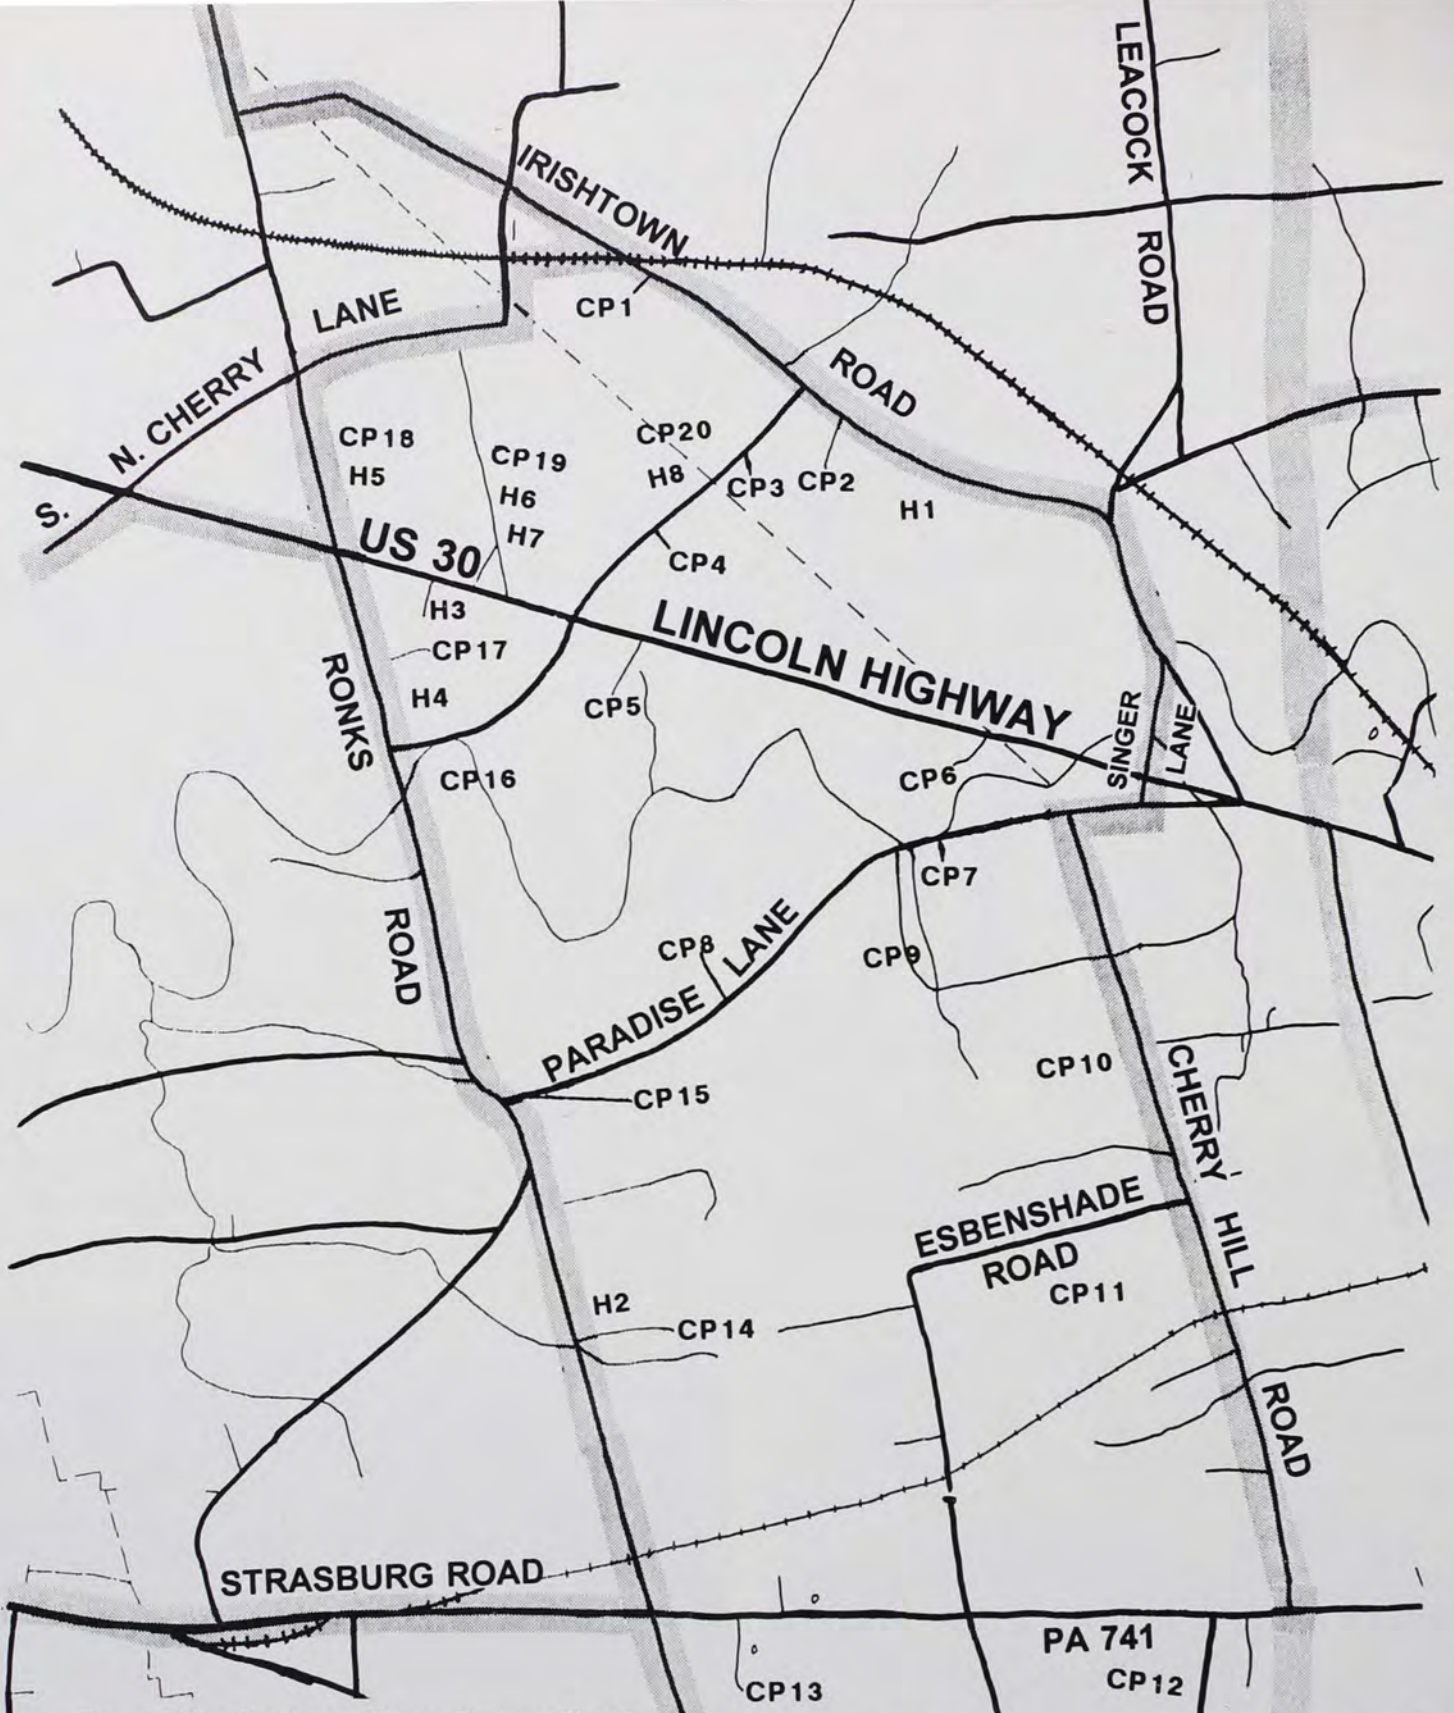 LEACOCK
ROAD
IRISHTOWN
ROAD
CP1
N. CHERRY
LANE
S.
CP18
H5
CP19
H6
H7
CP20
H8
CP3
CP2
H1
CP4
US 30
LINCOLN HIGHWAY
H3
CP17
H4
CP5
CP16
CP6
SINGER
LANE
RONKS
ROAD
CP7
CP8
CP9
PARADISE LANE
CP15
CP10
CHERRY HILL
ROAD
ESBENSHADE
ROAD
CP11
H2
CP14
STRASBURG ROAD
PA 741
CP12
CP13